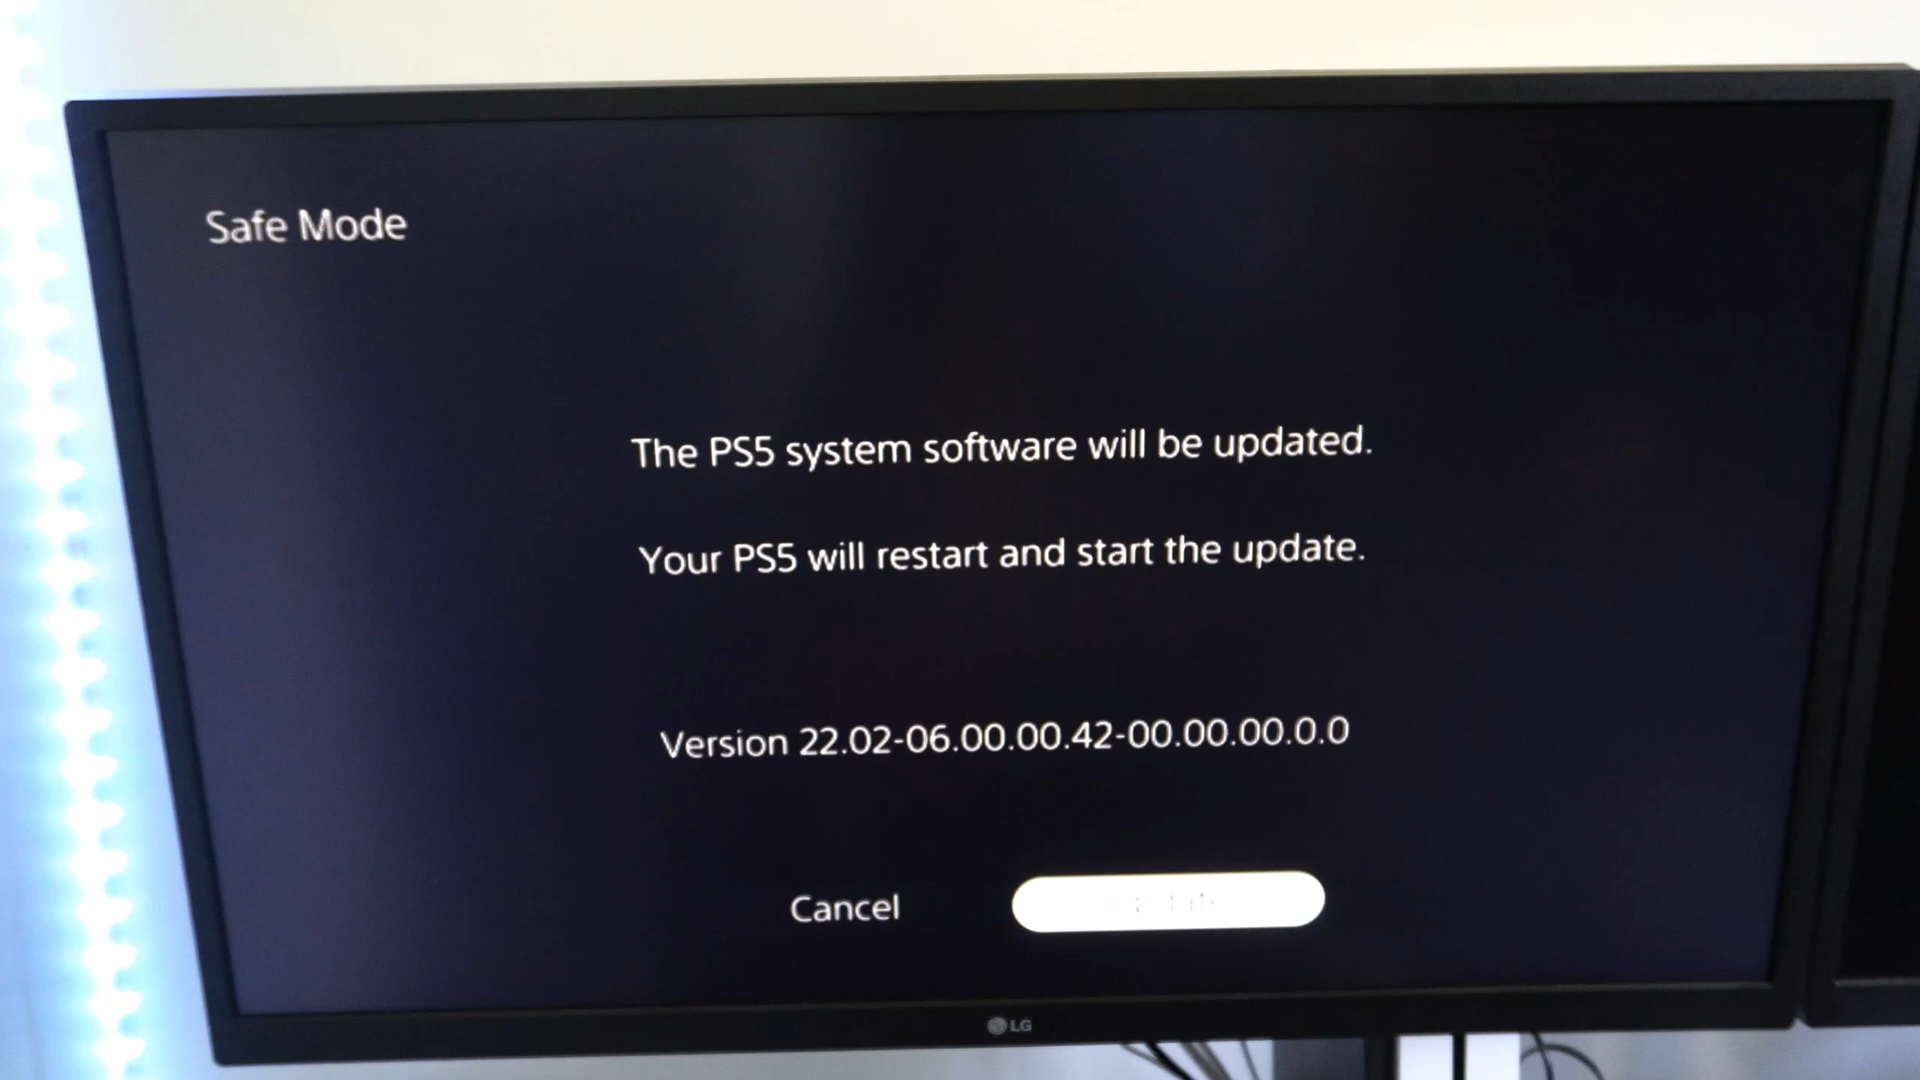 Safe Mode
The PS5 system software will be updated.
Your PS5 will restart and start the update.
Version 22.02-06.00.00.42-00.00.00.0.0
Cancel
LG